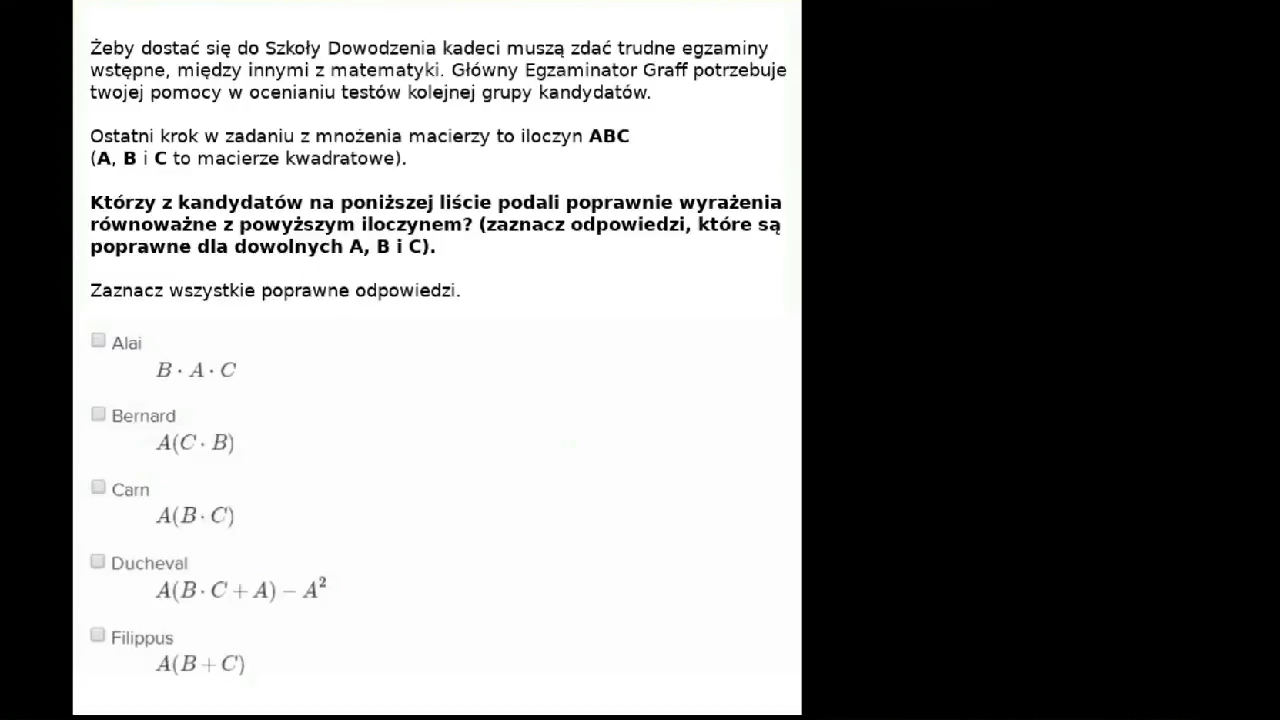 Żeby dostać się do Szkoły Dowodzenia kadeci muszą zdać trudne egzaminy
wstępne, między innymi z matematyki. Główny Egzaminator Graff potrzebuje
twojej pomocy w ocenianiu testów kolejnej grupy kandydatów.
Ostatni krok w zadaniu z mnożenia macierzy to iloczyn ABC
(A, B i C to macierze kwadratowe).
Którzy z kandydatów na poniższej liście podali poprawnie wyrażenia
równoważne z powyższym iloczynem? (zaznacz odpowiedzi, które są
poprawne dla dowolnych A, B i C).
Zaznacz wszystkie poprawne odpowiedzi.
Alai
B · A · C
Bernard
A(C · B)
Carn
A(B · C)
Ducheval
A(B · C + A) − A²
Filippus
A(B + C)